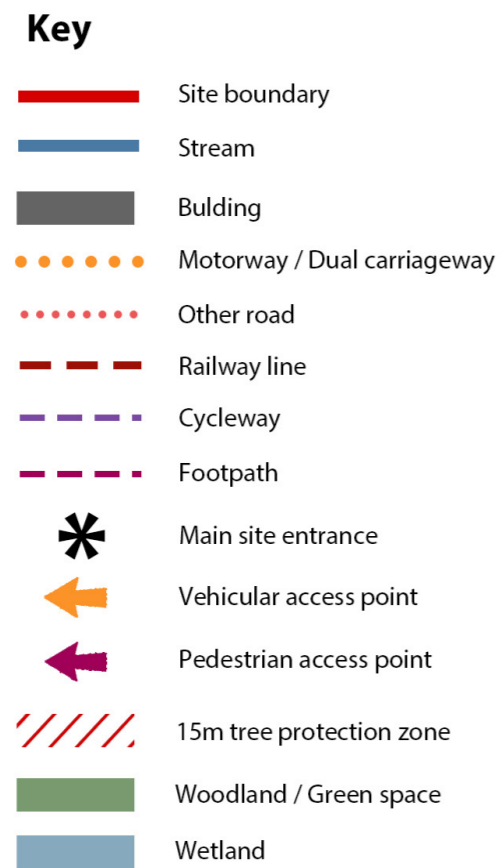 Key
Site boundary
Stream
Bulding
Motorway / Dual carriageway
Other road
Railway line
Cycleway
Footpath
Main site entrance
Vehicular access point
Pedestrian access point
15m tree protection zone
Woodland / Green space
Wetland